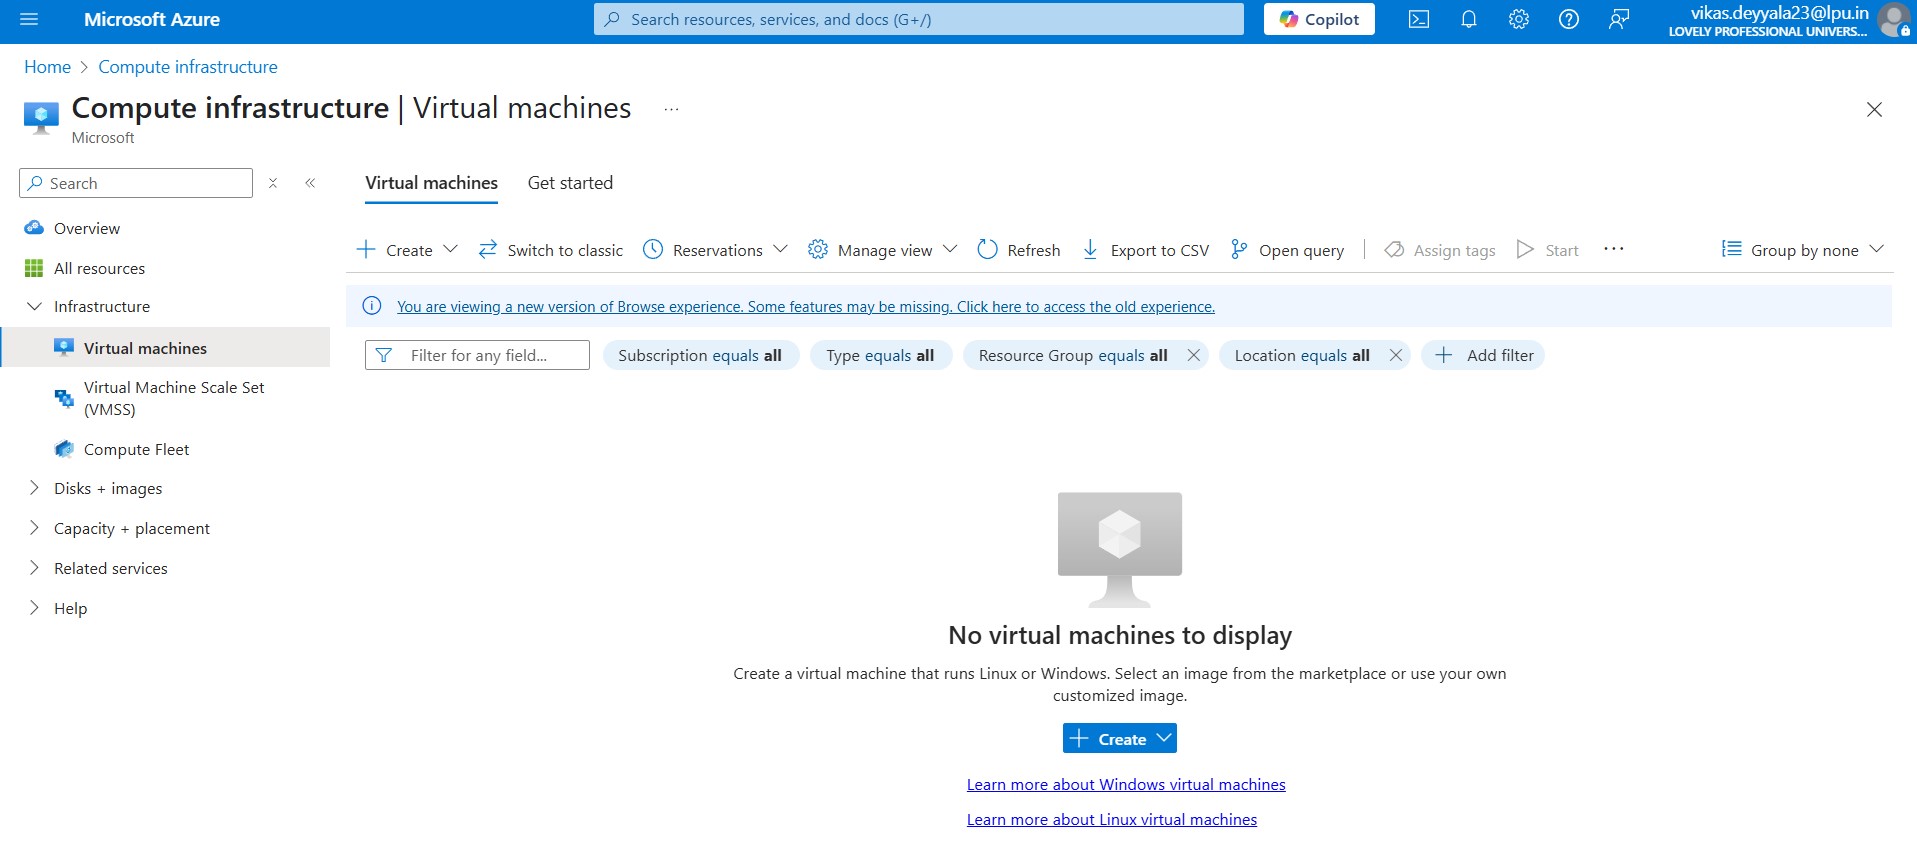 Microsoft Azure
Search resources, services, and docs (G+/)
Copilot
vikas.deyyala23@lpu.in
LOVELY PROFESSIONAL UNIVERS...
Home > Compute infrastructure
Compute infrastructure | Virtual machines ...
Microsoft
Search
Overview
All resources
Infrastructure
Virtual machines
Virtual Machine Scale Set
(VMSS)
Compute Fleet
Disks + images
Capacity + placement
Related services
Help
Virtual machines Get started
Create Switch to classic Reservations Manage view Refresh Export to CSV Open query Assign tags Start ... Group by none
You are viewing a new version of Browse experience. Some features may be missing. Click here to access the old experience.
Filter for any field... Subscription equals all Type equals all Resource Group equals all Location equals all Add filter
No virtual machines to display
Create a virtual machine that runs Linux or Windows. Select an image from the marketplace or use your own
customized image.
Create
Learn more about Windows virtual machines
Learn more about Linux virtual machines